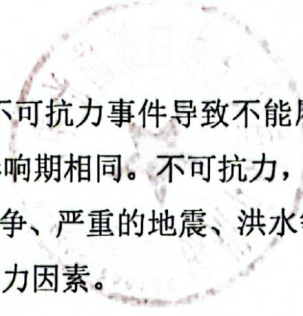 不可抗力事件导致不能
响期相同。不可抗力，
争、严重的地震、洪水
力因素。